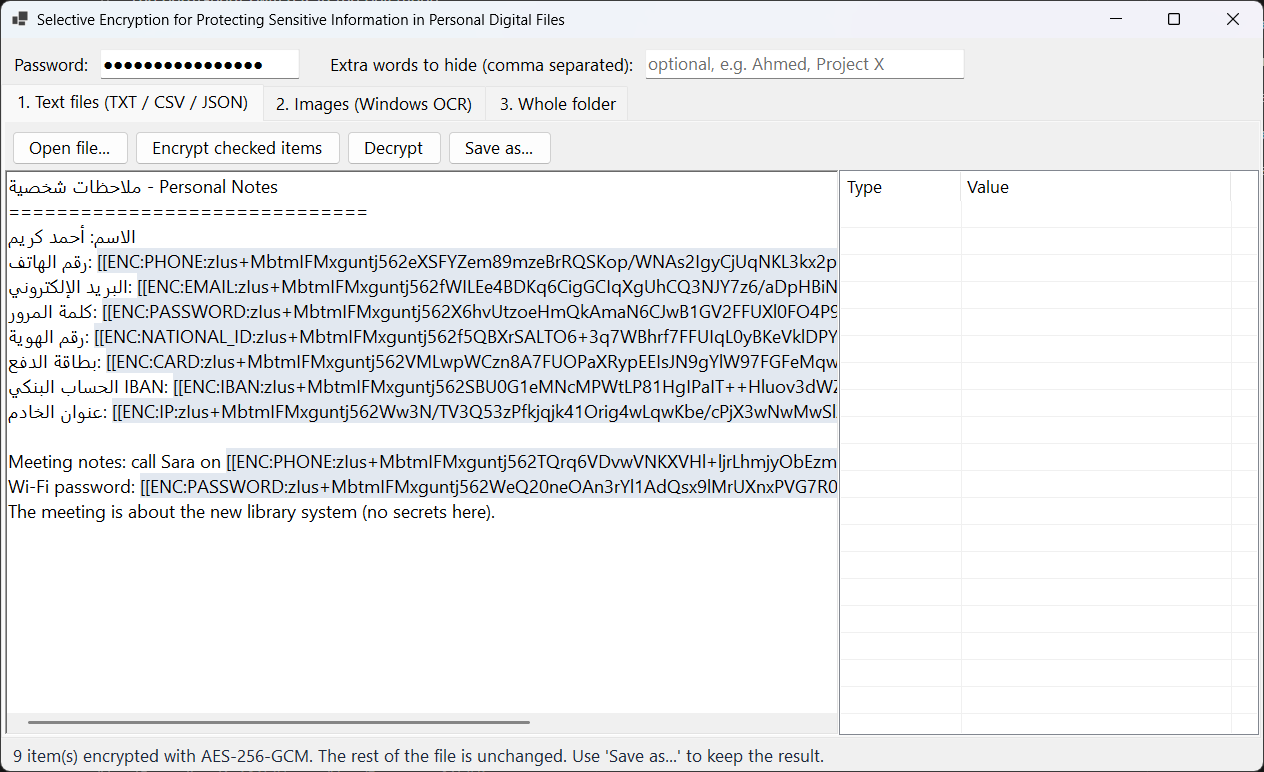 Selective Encryption for Protecting Sensitive Information in Personal Digital Files
Password: ●●●●●●●●●●●●●●●● Extra words to hide (comma separated): optional, e.g. Ahmed, Project X
1. Text files (TXT / CSV / JSON) 2. Images (Windows OCR) 3. Whole folder
Open file... Encrypt checked items Decrypt Save as...
Type Value
ملاحظات شخصية - Personal Notes
==============================
الاسم: أحمد كريم
رقم الهاتف: [[ENC:PHONE:zIus+MbtmIFMxguntj562eXSFYZem89mzeBrRQSKop/WNAs2IgyCjUqNKL3kx2p
البريد الإلكتروني: [[ENC:EMAIL:zIus+MbtmIFMxguntj562fWILEe4BDKq6CigGCIqXgUhCQ3NJY7z6/aDpHBiN
كلمة المرور: [[ENC:PASSWORD:zIus+MbtmIFMxguntj562X6hvUtzoeHmQkAmaN6CJwB1GV2FFUXl0FO4P9
رقم الهوية: [[ENC:NATIONAL_ID:zIus+MbtmIFMxguntj562f5QBXrSALTO6+3q7WBhrf7FFUIqL0yBKeVklDPY
بطاقة الدفع: [[ENC:CARD:zIus+MbtmIFMxguntj562VMLwpWCzn8A7FUOPaXRypEEIsJN9gYlW97FGFeMqw
الحساب البنكي IBAN: [[ENC:IBAN:zIus+MbtmIFMxguntj562SBU0G1eMNcMPWtLP81HgIPaIT++Hluov3dWZ
عنوان الخادم: [[ENC:IP:zIus+MbtmIFMxguntj562Ww3N/TV3Q53zPfkjqjk41Orig4wLqwKbe/cPjX3wNwMwSl
Meeting notes: call Sara on [[ENC:PHONE:zIus+MbtmIFMxguntj562TQrq6VDvwVNKXVHl+ljrLhmjyObEzm
Wi-Fi password: [[ENC:PASSWORD:zIus+MbtmIFMxguntj562WeQ20neOAn3rYl1AdQsx9lMrUXnxPVG7R0
The meeting is about the new library system (no secrets here).
9 item(s) encrypted with AES-256-GCM. The rest of the file is unchanged. Use 'Save as...' to keep the result.